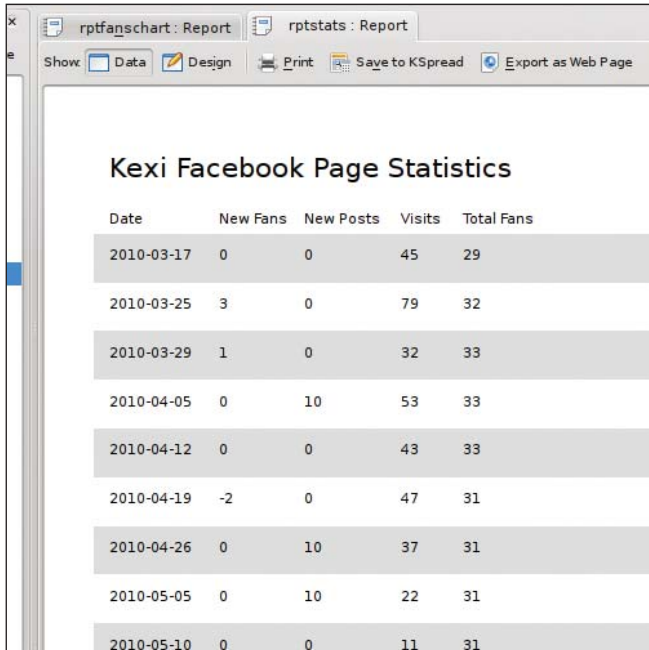 ×
e
rptfanschart : Report
rptstats : Report
Show: Data Design Print Save to KSpread Export as Web Page
Kexi Facebook Page Statistics
Date New Fans New Posts Visits Total Fans
2010-03-17 0 0 45 29
2010-03-25 3 0 79 32
2010-03-29 1 0 32 33
2010-04-05 0 10 53 33
2010-04-12 0 0 43 33
2010-04-19 -2 0 47 31
2010-04-26 0 10 37 31
2010-05-05 0 10 22 31
2010-05-10 0 0 11 31